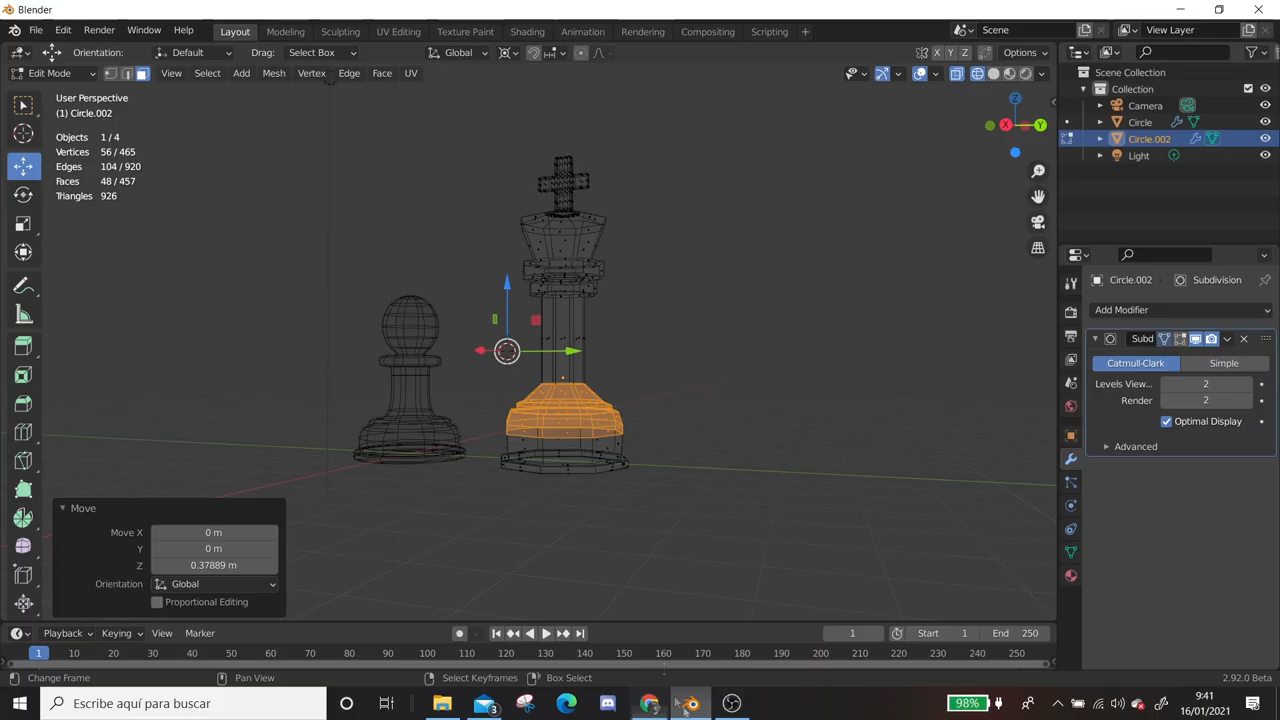 Blender
File Edit Render Window Help
Layout Modeling Sculpting UV Editing Texture Paint Shading Animation Rendering Compositing Scripting +
Scene
View Layer
Orientation: Default Drag: Select Box Global X Y Z Options
Edit Mode View Select Add Mesh Vertex Edge Face UV
User Perspective
(1) Circle.002
Objects 1 / 4
Vertices 56 / 465
Edges 104 / 920
Faces 48 / 457
Triangles 926
Z
X
Y
Scene Collection
Collection
Camera
Circle
Circle.002
Light
Circle.002 Subdivision
Add Modifier
Subd
Catmull-Clark Simple
Levels View... 2
Render 2
Optimal Display
Advanced
Move
Move X 0 m
Y 0 m
Z 0.37889 m
Orientation Global
Proportional Editing
Playback Keying View Marker
1 Start 1 End 250
1 10 20 30 40 50 60 70 80 90 100 110 120 130 140 150 160 170 180 190 200 210 220 230 240 250
Change Frame Pan View Select Keyframes Box Select 2.92.0 Beta
Escribe aquí para buscar
3
98%
9:41
16/01/2021